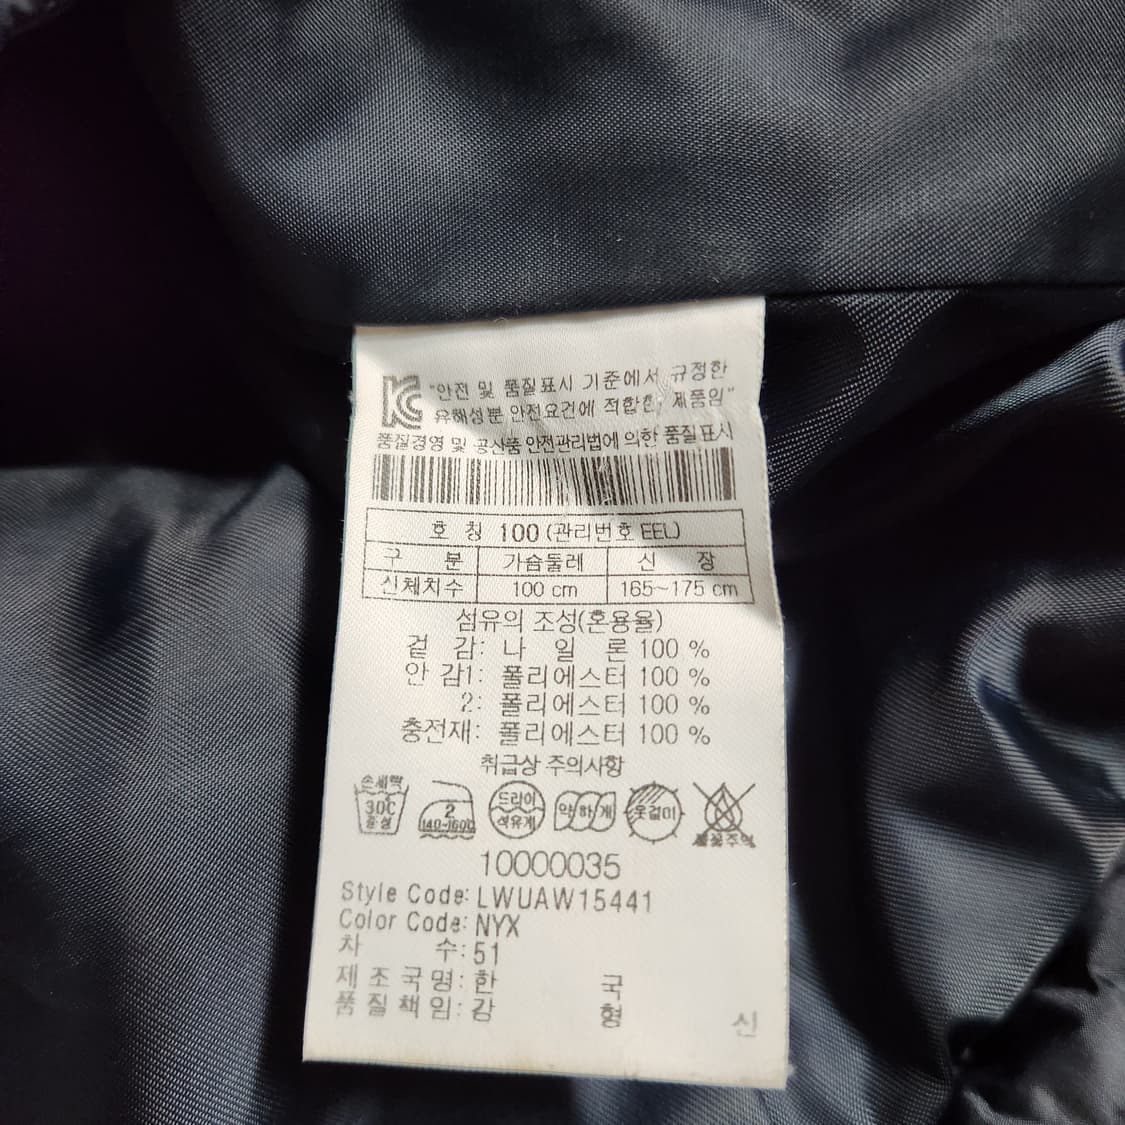 KC "안전 및 품질표시 기준에서 규정한
유해성분 안전요건에 적합한 제품임"
품질경영 및 공산품 안전관리법에 의한 품질표시
호 칭 100 (관리번호 EEL)
구 분 가슴둘레 신 장
신체치수 100 cm 165~175 cm
섬유의 조성(혼용율)
겉 감: 나 일 론 100 %
안 감1: 폴리에스터 100 %
2: 폴리에스터 100 %
충전재: 폴리에스터 100 %
취급상 주의사항
손세탁 30℃ 중성 2 140~160℃ 드라이 석유계 약하게 옷걸이 불꽃주의
10000035
Style Code: LWUAW15441
Color Code: NYX
차 수: 51
제 조 국 명: 한 국
품 질 책 임: 강 형 신